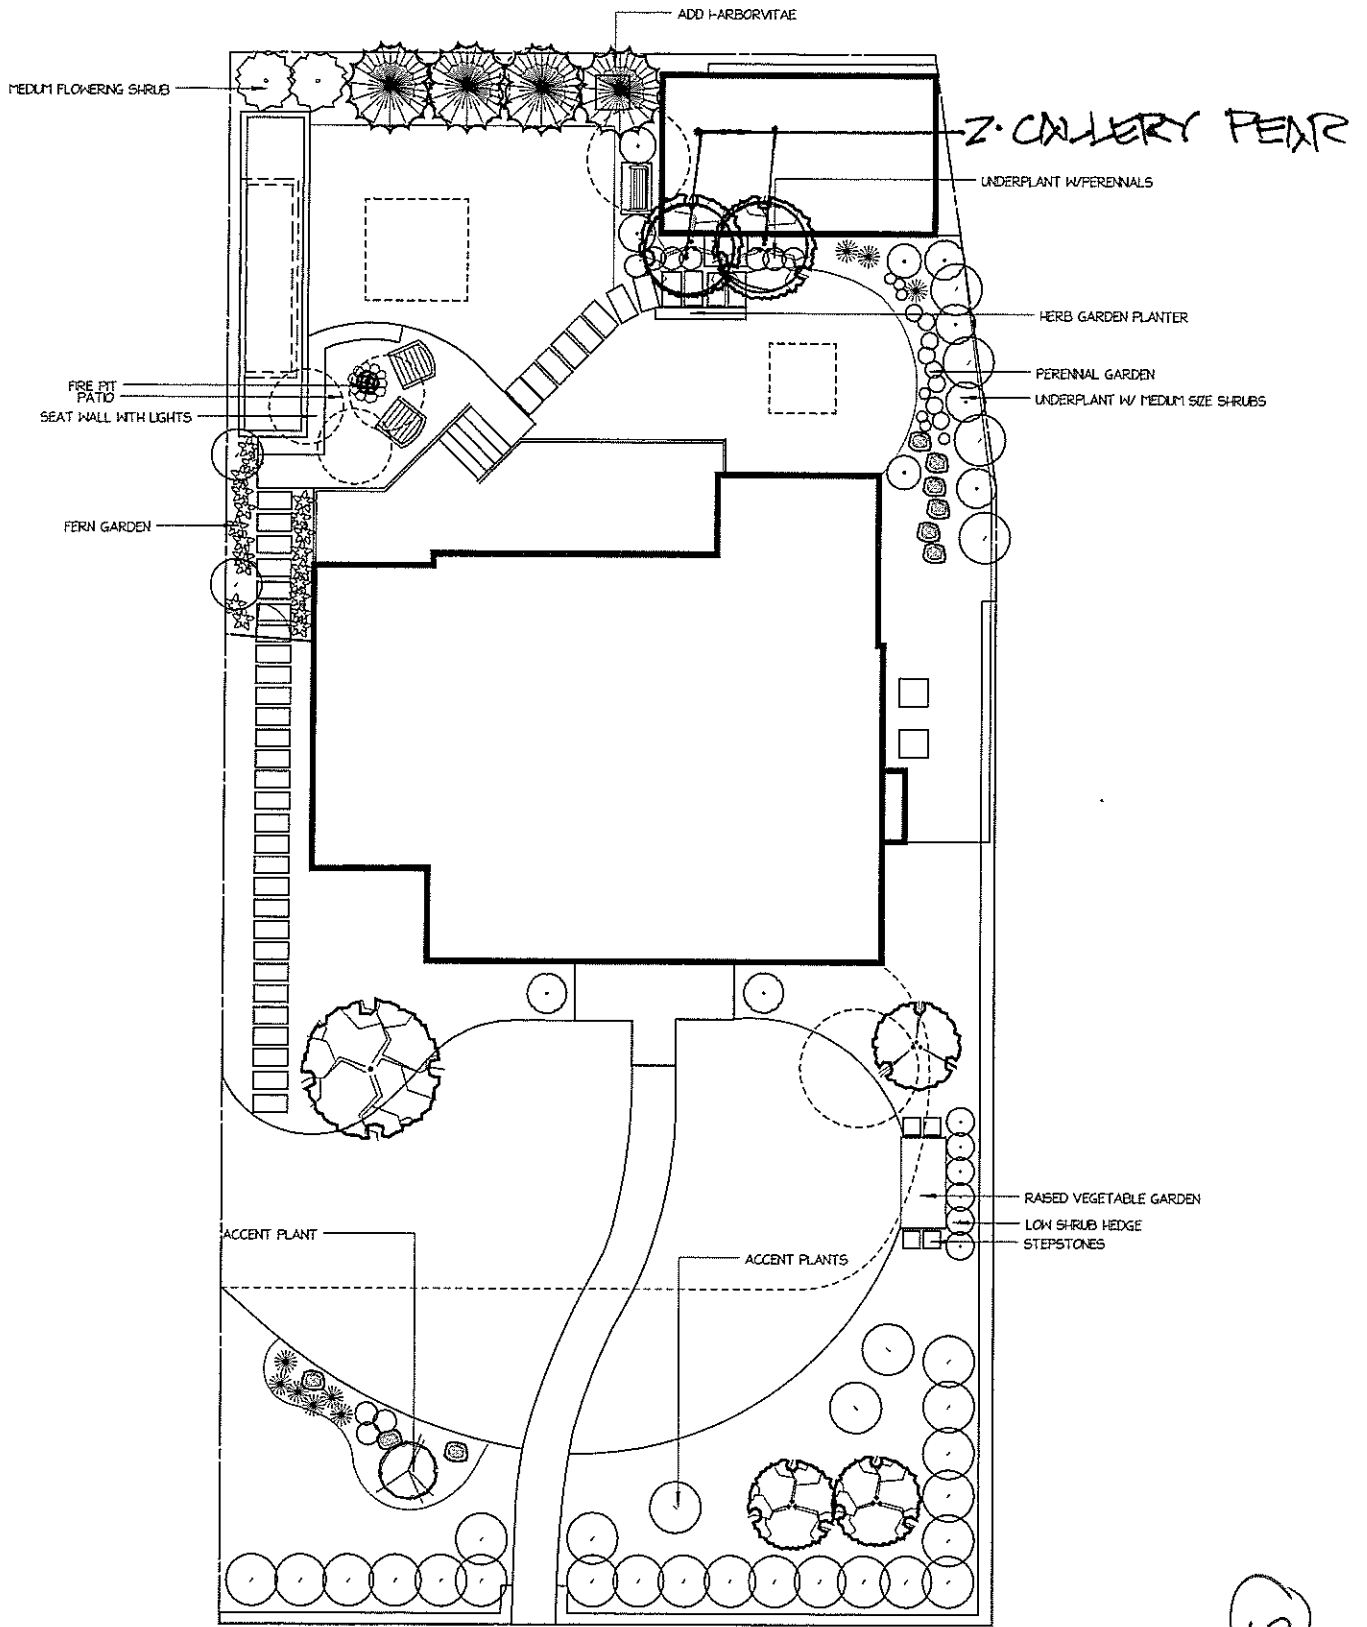 ADD 1-ARBORVITAE
MEDIUM FLOWERING SHRUB
2-CALLERY PEAR
UNDERPLANT W/PERENNIALS
HERB GARDEN PLANTER
PERENNIAL GARDEN
UNDERPLANT W/ MEDIUM SIZE SHRUBS
FIRE PIT
PATIO
SEAT WALL WITH LIGHTS
FERN GARDEN
RAISED VEGETABLE GARDEN
LOW SHRUB HEDGE
STEPSTONES
ACCENT PLANT
ACCENT PLANTS